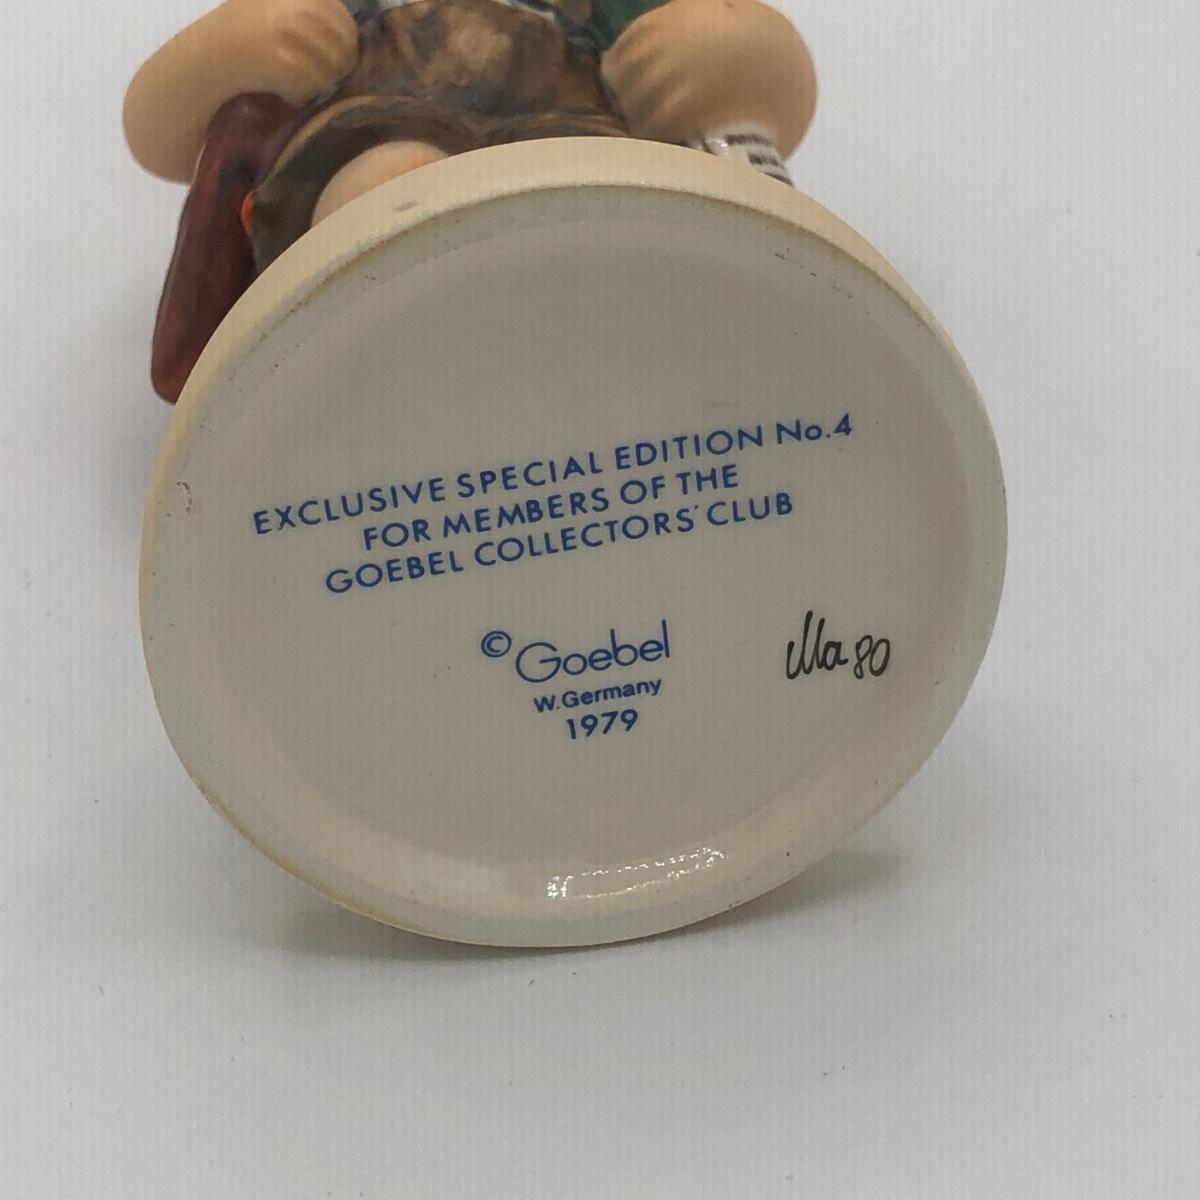 EXCLUSIVE SPECIAL EDITION No.4
FOR MEMBERS OF THE
GOEBEL COLLECTORS' CLUB
© Goebel
W.Germany
1979
Ma 80